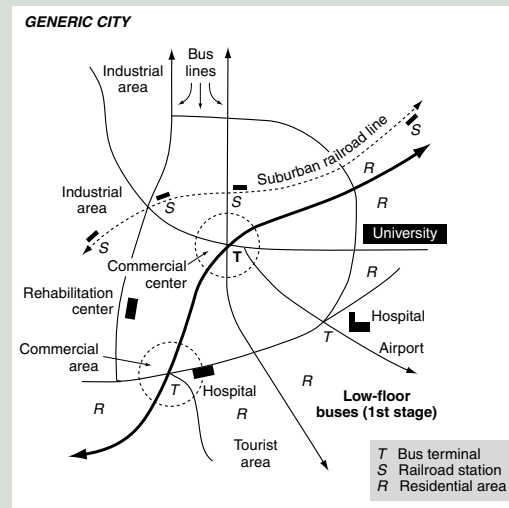 GENERIC CITY
Bus
lines
Industrial
area
Suburban railroad line
S
R
Industrial
area
S
S
R
S
T
University
Commercial
center
R
Rehabilitation
center
Hospital
T
Airport
Commercial
area
T
Hospital
R
R
R
Low-floor
buses (1st stage)
Tourist
area
T Bus terminal
S Railroad station
R Residential area